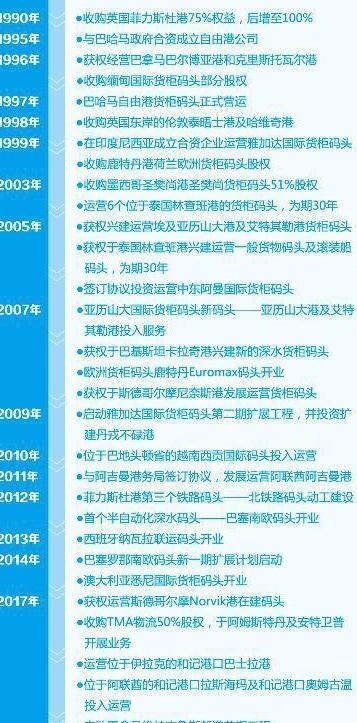 1990年 •收购英国菲力斯杜港75%权益，后增至100%
1995年 •与巴哈马政府合资成立自由港公司
1996年 •获权经营巴拿马巴尔博亚港和克里斯托瓦尔港
•收购缅甸国际货柜码头部分股权
1997年 •巴哈马自由港货柜码头正式营运
1998年 •收购英国东岸的伦敦泰晤士港及哈维奇港
1999年 •在印度尼西亚成立合资企业运营雅加达国际货柜码头
•收购鹿特丹港荷兰欧洲货柜码头股权
2003年 •收购墨西哥圣樊尚港圣樊尚货柜码头51%股权
•运营6个位于泰国林查班港的货柜码头，为期30年
2005年 •获权兴建运营埃及亚历山大港及艾特其勒港货柜码头
•获权于泰国林查班港兴建运营一般货物码头及滚装船
码头，为期30年
•签订协议投资运营中东阿曼国际货柜码头
2007年 •亚历山大国际货柜码头新码头——亚历山大港及艾特
其勒港投入服务
•获权于巴基斯坦卡拉奇港兴建新的深水货柜码头
•欧洲货柜码头鹿特丹Euromax码头开业
•获权于斯德哥尔摩尼奈斯港发展运营货柜码头
2009年 •启动雅加达国际货柜码头第二期扩展工程，并投资扩
建丹戎不碌港
2010年 •位于巴地头顿省的越南西贡国际码头投入运营
2011年 •与阿吉曼港务局签订协议，发展运营阿联酋阿吉曼港
2012年 •菲力斯杜港第三个铁路码头——北铁路码头动工建设
•首个半自动化深水码头——巴塞南欧码头开业
2013年 •西班牙纳瓦拉联运码头开业
2014年 •巴塞罗那南欧码头新一期扩展计划启动
•澳大利亚悉尼国际货柜码头开业
2017年 •获权运营斯德哥尔摩Norvik港在建码头
•收购TMA物流50%股权，于阿姆斯特丹及安特卫普
开展业务
•运营位于伊拉克的和记港口巴士拉港
•位于阿联酋的和记港口拉斯海玛及和记港口奥姆古温
投入运营